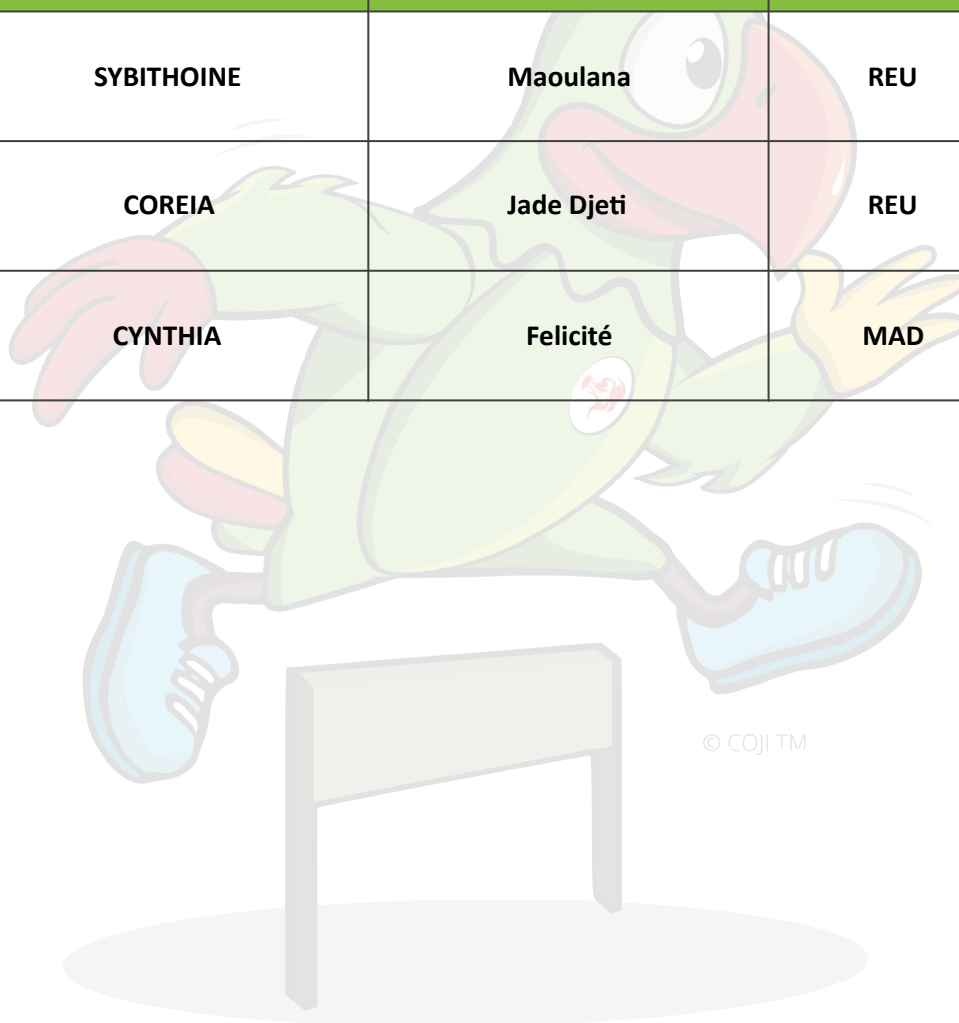 SYBITHOINE Maoulana REU
COREIA Jade Djeti REU
CYNTHIA Felicité MAD
© COJI TM